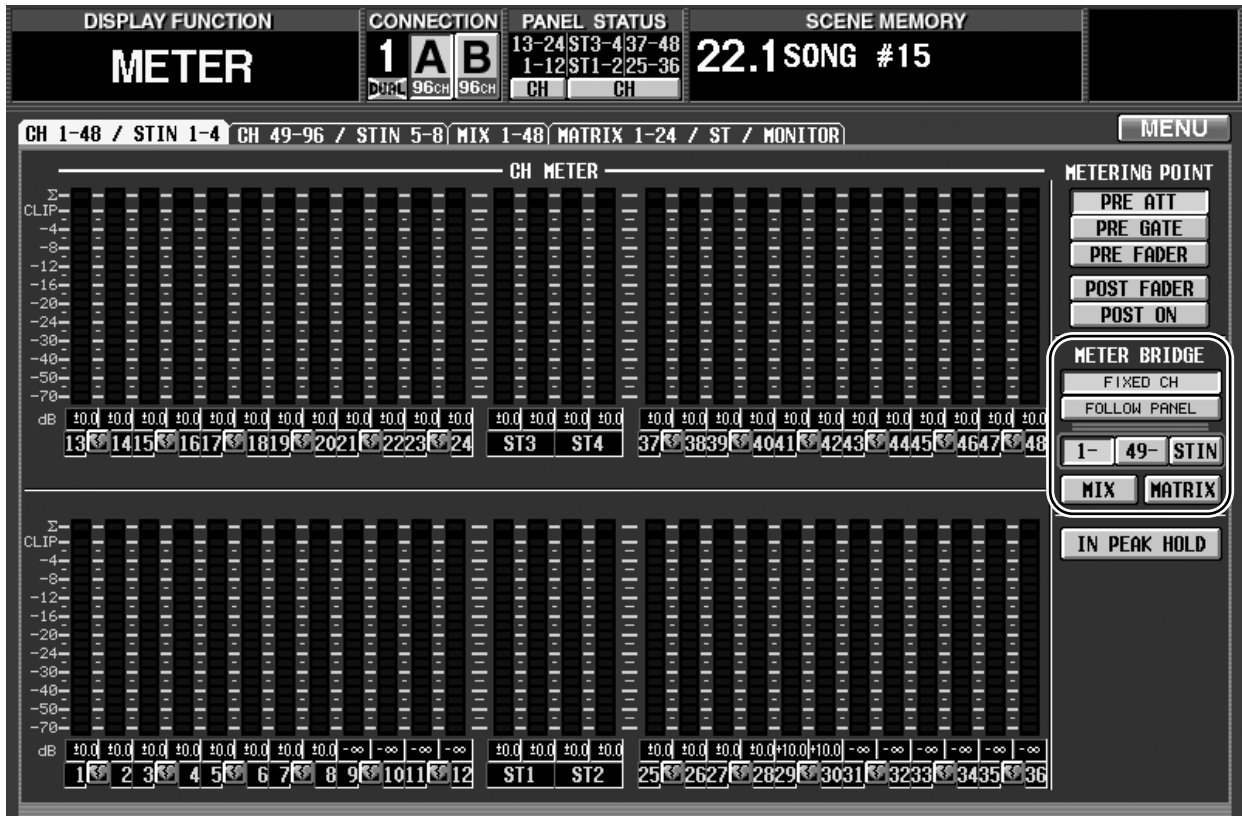 DISPLAY FUNCTION
METER
CONNECTION
1 A B
DUAL 96CH 96CH
PANEL STATUS
13-24 ST3-4 37-48
1-12 ST1-2 25-36
CH CH
SCENE MEMORY
22.1 SONG #15
CH 1-48 / STIN 1-4 CH 49-96 / STIN 5-8 MIX 1-48 MATRIX 1-24 / ST / MONITOR
MENU
CH METER
Σ
CLIP
-4
-8
-12
-16
-20
-24
-30
-40
-50
-70
dB ±0.0 ±0.0 ±0.0 ±0.0 ±0.0 ±0.0 ±0.0 ±0.0 ±0.0 ±0.0 ±0.0 ±0.0 ±0.0 ±0.0 ±0.0 ±0.0 ±0.0 ±0.0 ±0.0 ±0.0 ±0.0 ±0.0 ±0.0 ±0.0 ±0.0 ±0.0 ±0.0 ±0.0
13 14 15 16 17 18 19 20 21 22 23 24 ST3 ST4 37 38 39 40 41 42 43 44 45 46 47 48
Σ
CLIP
-4
-8
-12
-16
-20
-24
-30
-40
-50
-70
dB ±0.0 ±0.0 ±0.0 ±0.0 ±0.0 ±0.0 ±0.0 ±0.0 -∞ -∞ -∞ -∞ ±0.0 ±0.0 ±0.0 ±0.0 ±0.0 ±0.0 ±0.0 ±0.0 +10.0 +10.0 -∞ -∞ -∞ -∞ -∞ -∞
1 2 3 4 5 6 7 8 9 10 11 12 ST1 ST2 25 26 27 28 29 30 31 32 33 34 35 36
METERING POINT
PRE ATT
PRE GATE
PRE FADER
POST FADER
POST ON
METER BRIDGE
FIXED CH
FOLLOW PANEL
1- 49- STIN
MIX MATRIX
IN PEAK HOLD